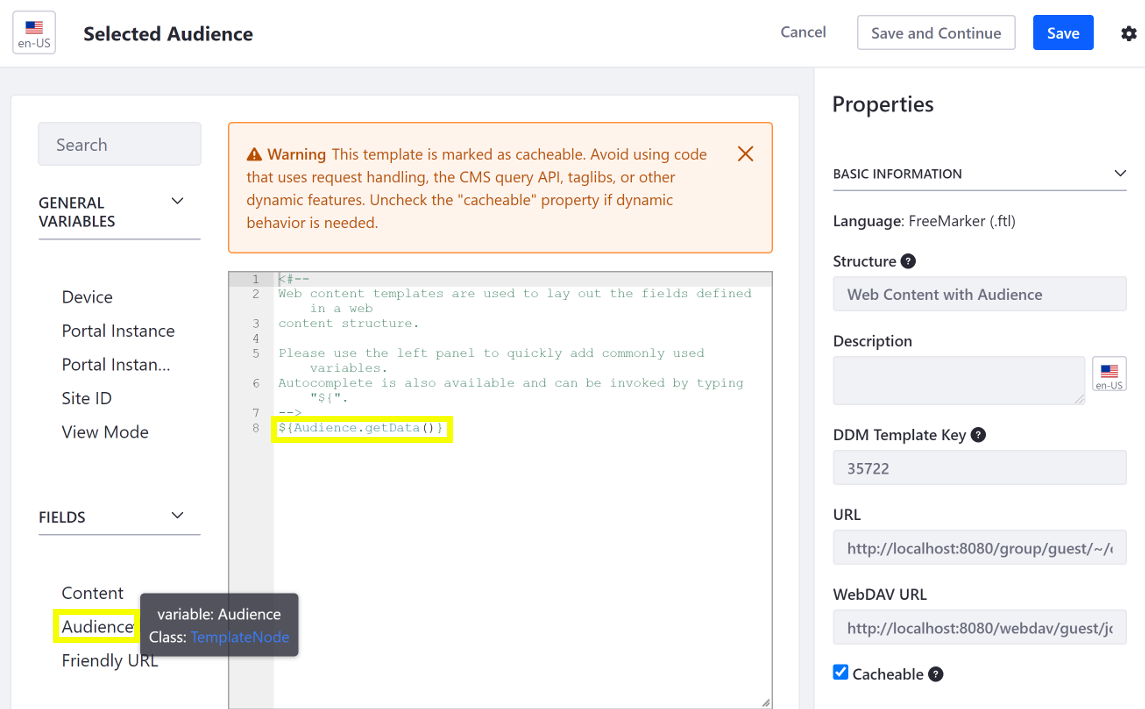 en-US
Selected Audience
Cancel
Save and Continue
Save
Search
GENERAL
VARIABLES
Device
Portal Instance
Portal Instan...
Site ID
View Mode
FIELDS
Content
Audience
Friendly URL
variable: Audience
Class: TemplateNode
Warning This template is marked as cacheable. Avoid using code
that uses request handling, the CMS query API, taglibs, or other
dynamic features. Uncheck the "cacheable" property if dynamic
behavior is needed.
1 <#--
2 Web content templates are used to lay out the fields defined
in a web
3 content structure.
4
5 Please use the left panel to quickly add commonly used
variables.
6 Autocomplete is also available and can be invoked by typing
"${".
7 -->
8 ${Audience.getData()}
Properties
BASIC INFORMATION
Language: FreeMarker (.ftl)
Structure ?
Web Content with Audience
Description
en-US
DDM Template Key ?
35722
URL
http://localhost:8080/group/guest/~/c
WebDAV URL
http://localhost:8080/webdav/guest/jo
Cacheable ?